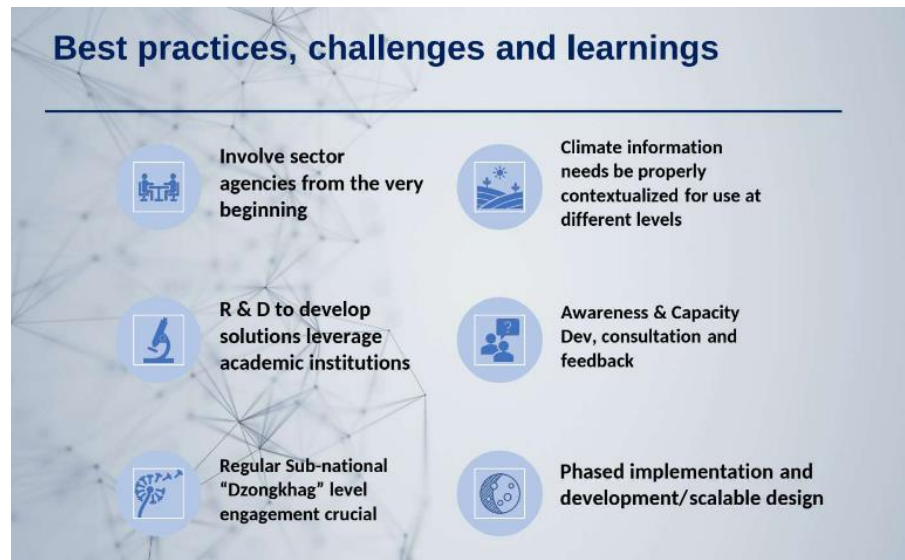 Best practices, challenges and learnings
Involve sector
agencies from the very
beginning
Climate information
needs be properly
contextualized for use at
different levels
R & D to develop
solutions leverage
academic institutions
Awareness & Capacity
Dev, consultation and
feedback
Regular Sub-national
“Dzongkhag” level
engagement crucial
Phased implementation and
development/scalable design